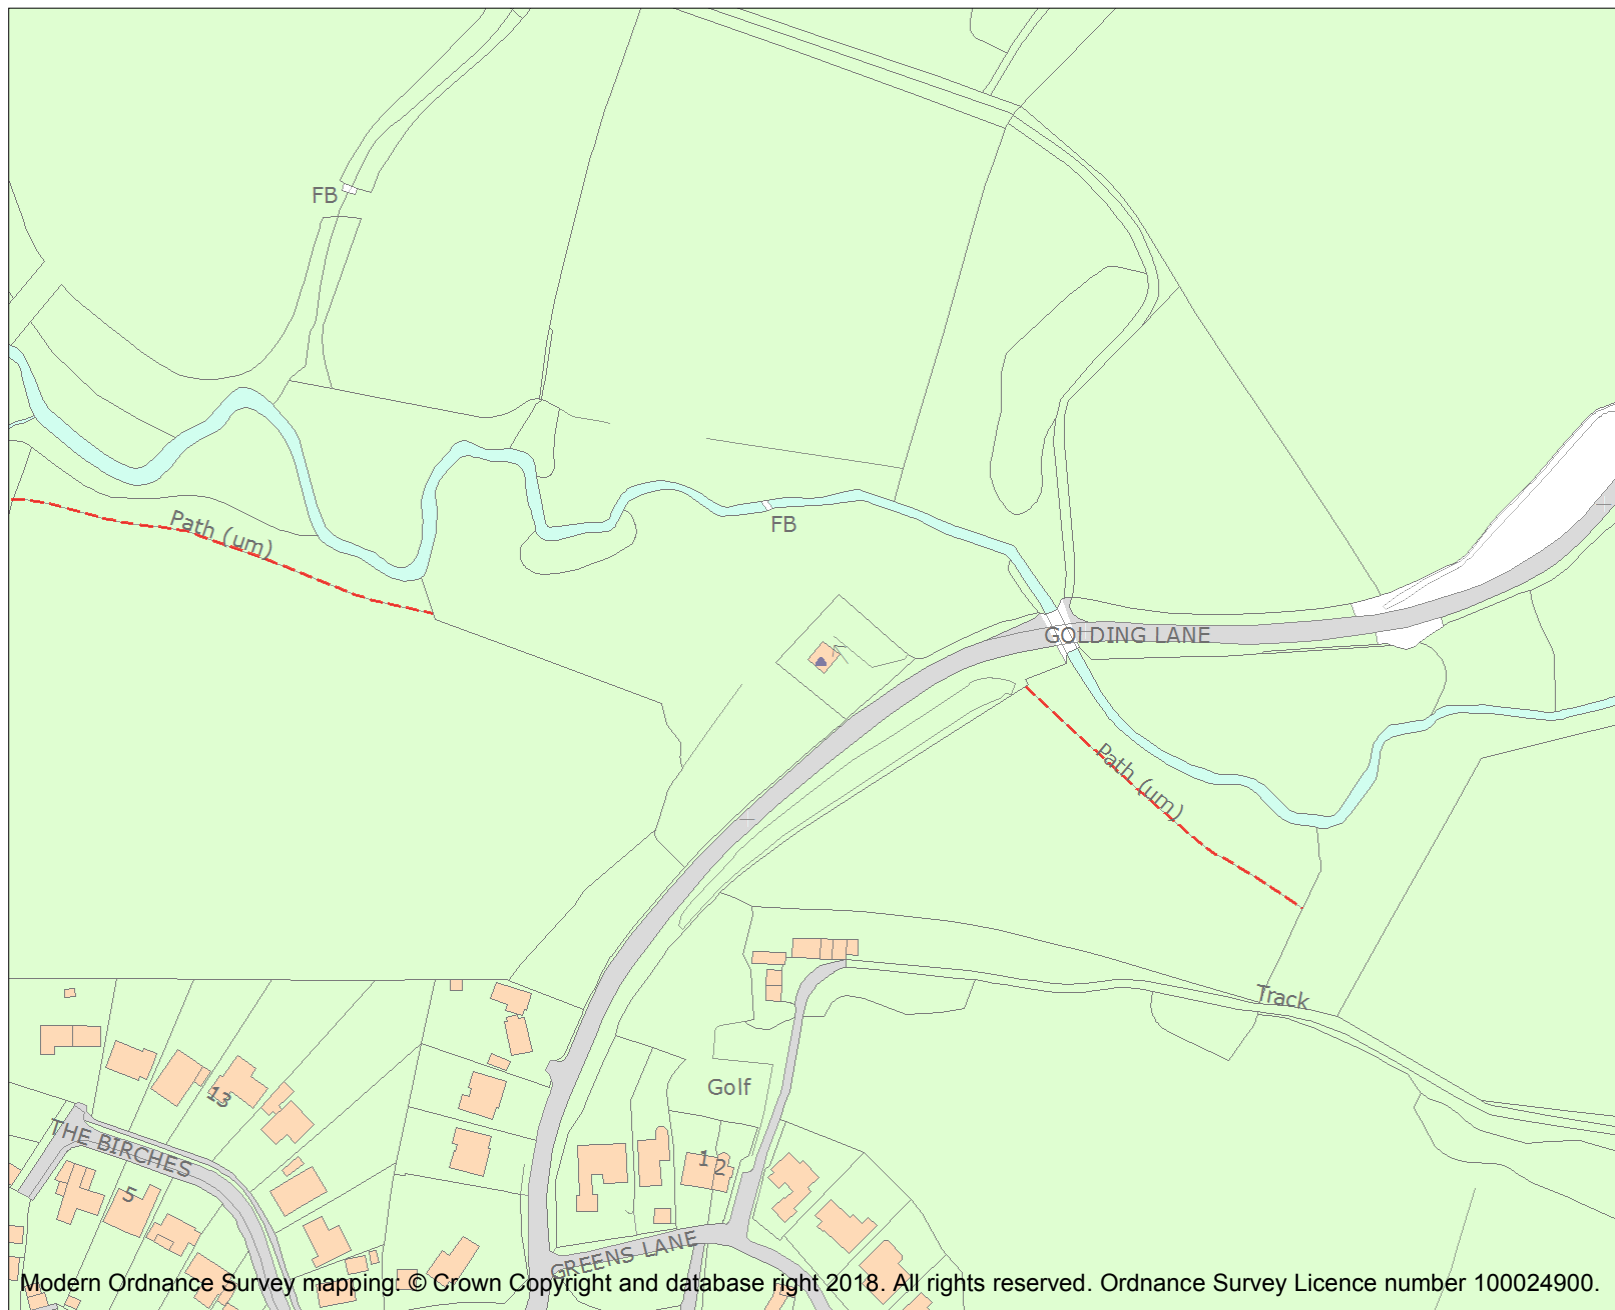 FB
Path (um)
FB
GOLDING LANE
Path (um)
Track
Golf
13
THE BIRCHES
1
2
5
GREENS LANE
Modern Ordnance Survey mapping: © Crown Copyright and database right 2018. All rights reserved. Ordnance Survey Licence number 100024900.